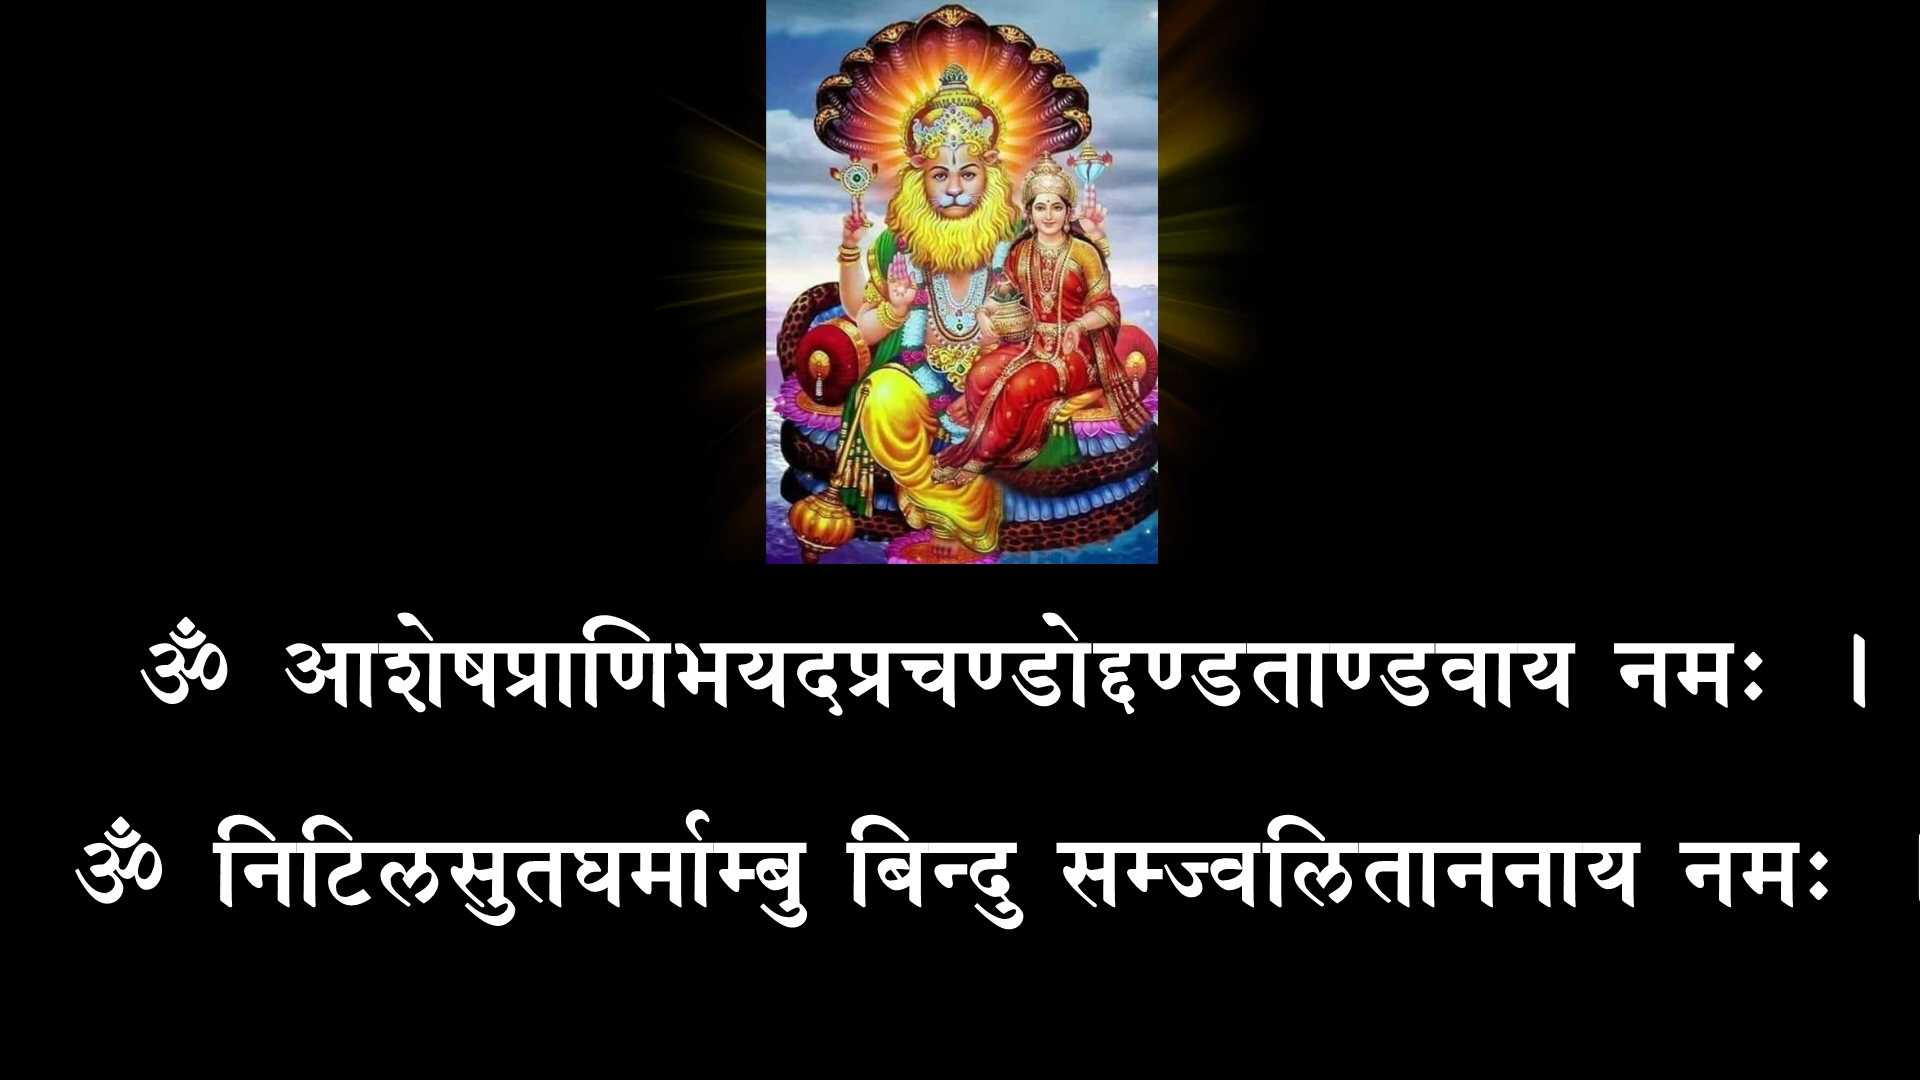 ॐ आशेषप्राणिभयदप्रचण्डोद्दण्डताण्डवाय नमः ।
ॐ निटिलसुतघर्माम्बु बिन्दु सम्ज्वलिताननाय नमः ।